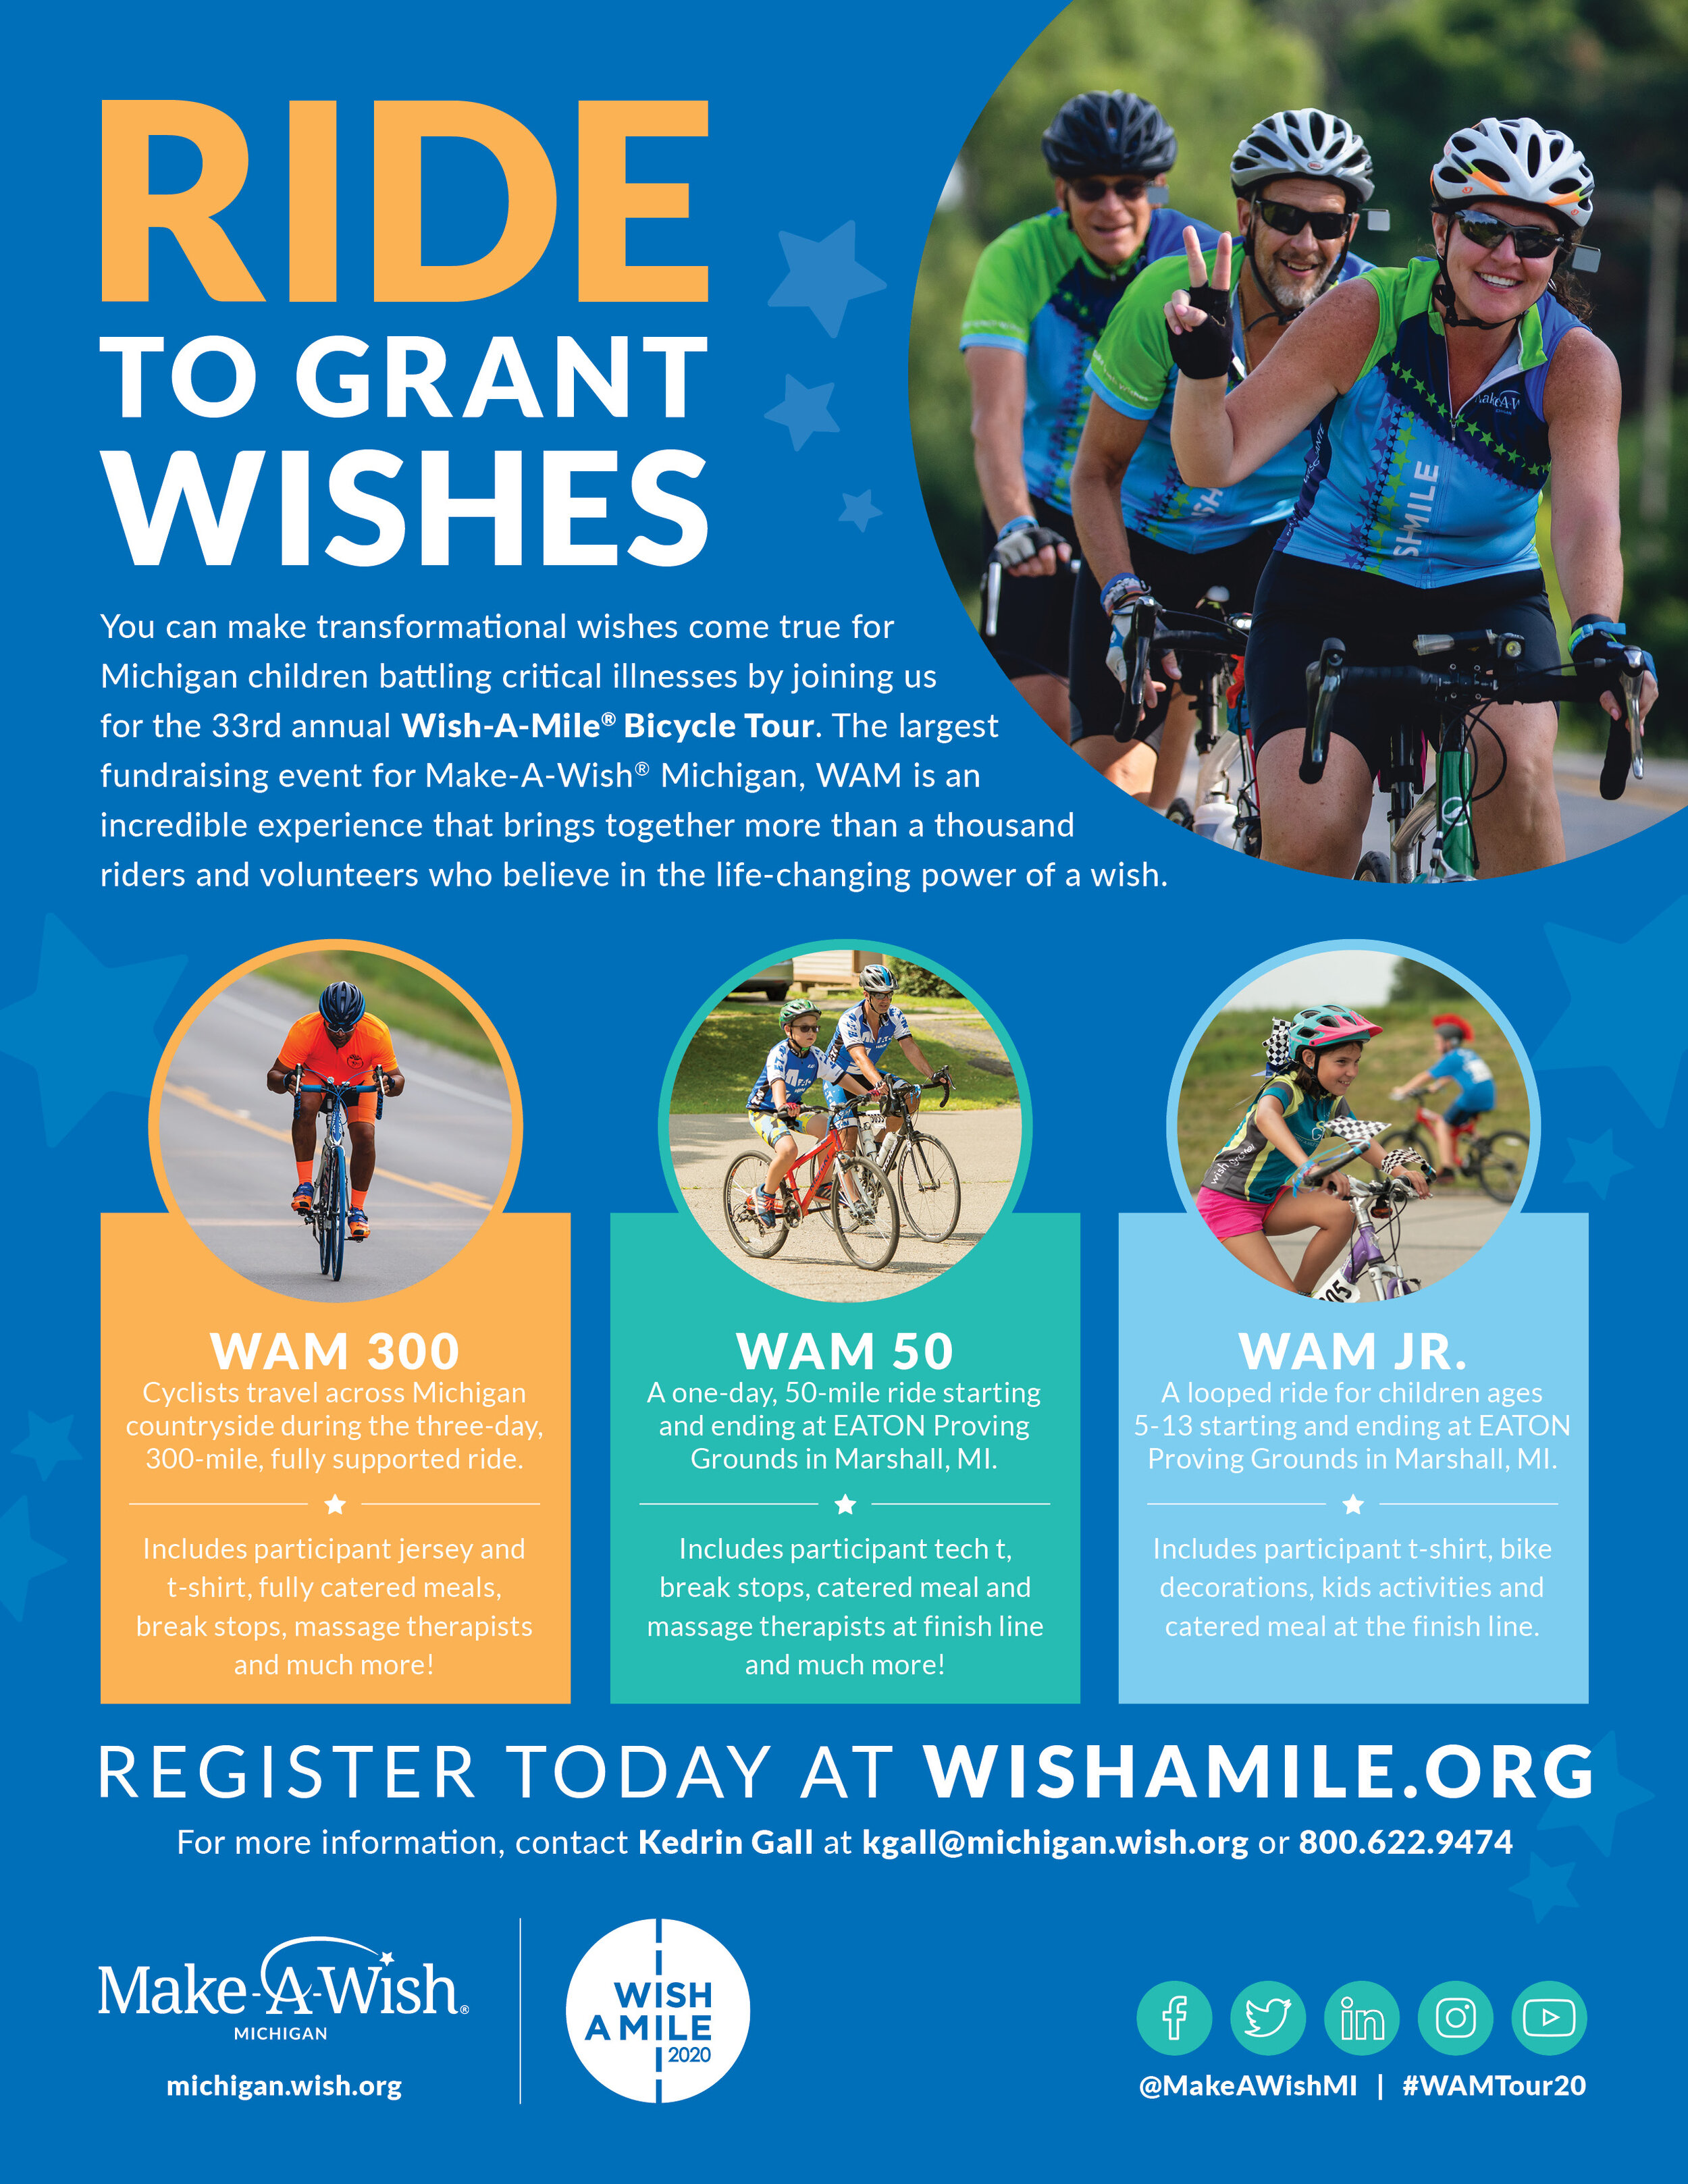 RIDE
TO GRANT
WISHES
You can make transformational wishes come true for
Michigan children battling critical illnesses by joining us
for the 33rd annual Wish-A-Mile® Bicycle Tour. The largest
fundraising event for Make-A-Wish® Michigan, WAM is an
incredible experience that brings together more than a thousand
riders and volunteers who believe in the life-changing power of a wish.
SHMILE
WAM 300
Cyclists travel across Michigan
countryside during the three-day,
300-mile, fully supported ride.
Includes participant jersey and
t-shirt, fully catered meals,
break stops, massage therapists
and much more!
WAM 50
A one-day, 50-mile ride starting
and ending at EATON Proving
Grounds in Marshall, MI.
Includes participant tech t,
break stops, catered meal and
massage therapists at finish line
and much more!
WAM JR.
A looped ride for children ages
5-13 starting and ending at EATON
Proving Grounds in Marshall, MI.
Includes participant t-shirt, bike
decorations, kids activities and
catered meal at the finish line.
REGISTER TODAY AT WISHAMILE.ORG
For more information, contact Kedrin Gall at kgall@michigan.wish.org or 800.622.9474
Make-A-Wish®
MICHIGAN
michigan.wish.org
WISH
A MILE
2020
@MakeAWishMI | #WAMTour20